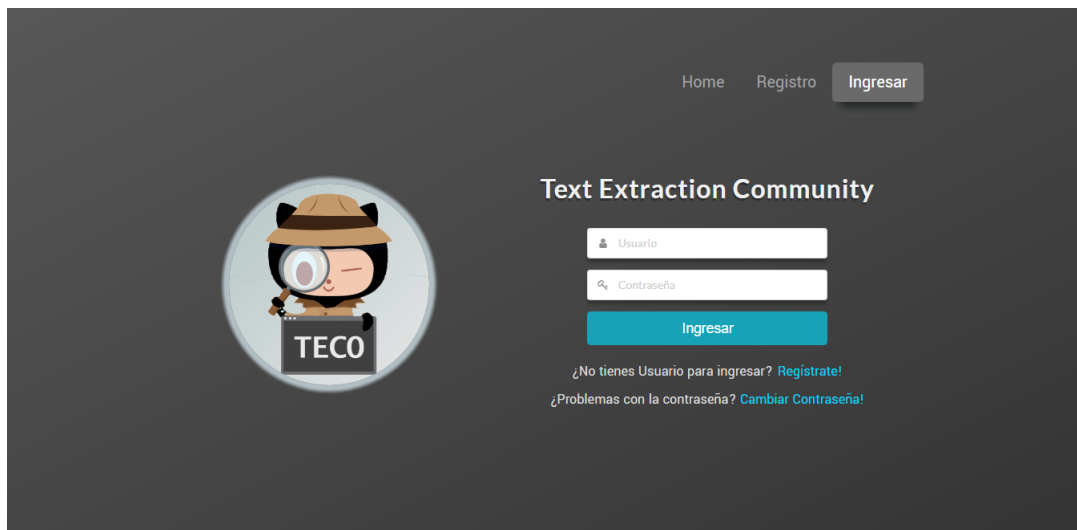 Home Registro Ingresar
Text Extraction Community
Usuario
Contraseña
Ingresar
¿No tienes Usuario para ingresar? Regístrate!
¿Problemas con la contraseña? Cambiar Contraseña!
TECO